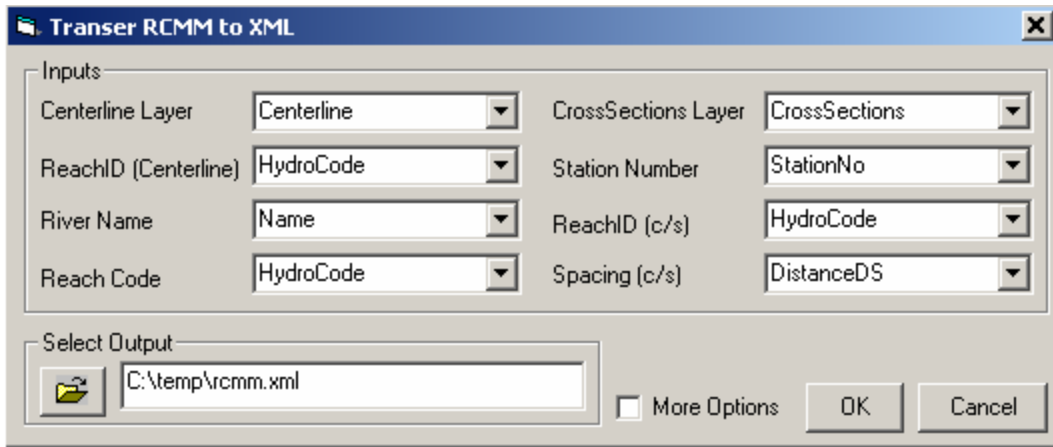 Transer RCMM to XML
Inputs
Centerline Layer Centerline CrossSections Layer CrossSections
ReachID (Centerline) HydroCode Station Number StationNo
River Name Name ReachID (c/s) HydroCode
Reach Code HydroCode Spacing (c/s) DistanceDS
Select Output
C:\temp\rcmm.xml
More Options OK Cancel